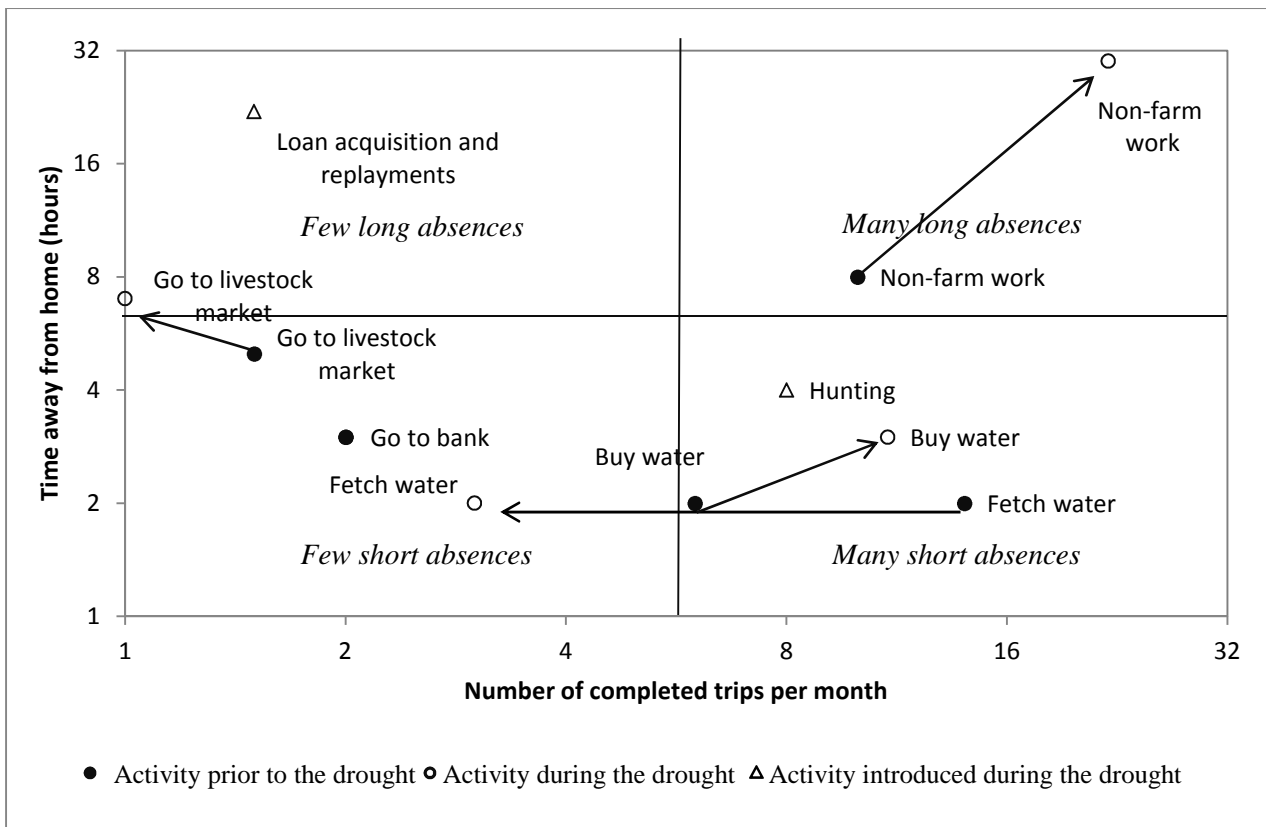 Time away from home (hours)
32
16
8
4
2
1
Loan acquisition and
replayments
Few long absences
Non-farm
work
Many long absences
Non-farm work
Go to livestock
market
Go to livestock
market
Go to bank
Hunting
Buy water
Buy water
Fetch water
Fetch water
Few short absences
Many short absences
1 2 4 8 16 32
Number of completed trips per month
Activity prior to the drought Activity during the drought Activity introduced during the drought